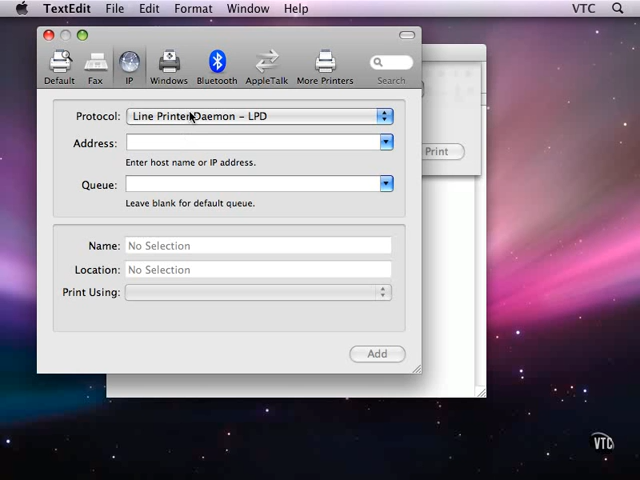 TextEdit File Edit Format Window Help VTC
Default Fax IP Windows Bluetooth AppleTalk More Printers Search
Protocol: Line Printer Daemon – LPD
Address:
Enter host name or IP address.
Print
Queue:
Leave blank for default queue.
Name: No Selection
Location: No Selection
Print Using:
Add
VTC